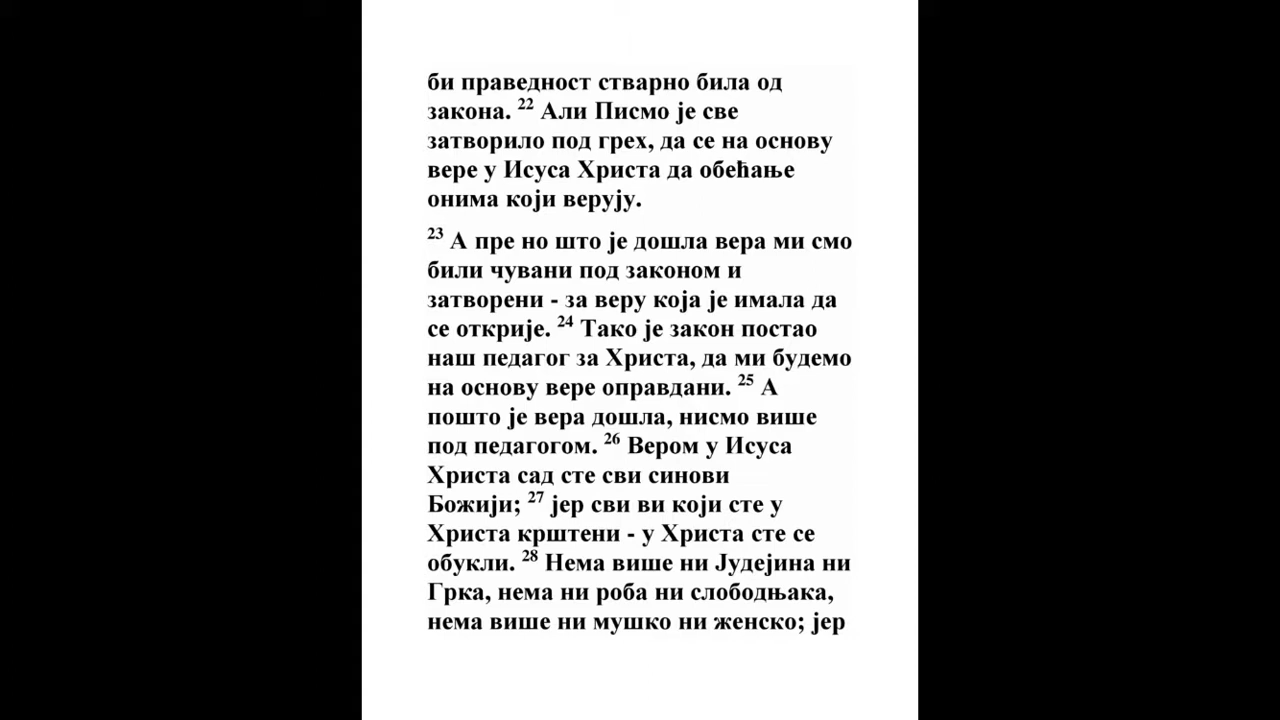 би праведност стварно била од
закона. 22 Али Писмо је све
затворило под грех, да се на основу
вере у Исуса Христа да обећање
онима који верују.
23 А пре но што је дошла вера ми смо
били чувани под законом и
затворени - за веру која је имала да
се открије. 24 Тако је закон постао
наш педагог за Христа, да ми будемо
на основу вере оправдани. 25 А
пошто је вера дошла, нисмо више
под педагогом. 26 Вером у Исуса
Христа сад сте сви синови
Божији; 27 јер сви ви који сте у
Христа крштени - у Христа сте се
обукли. 28 Нема више ни Јудејина ни
Грка, нема ни роба ни слободњака,
нема више ни мушко ни женско; јер